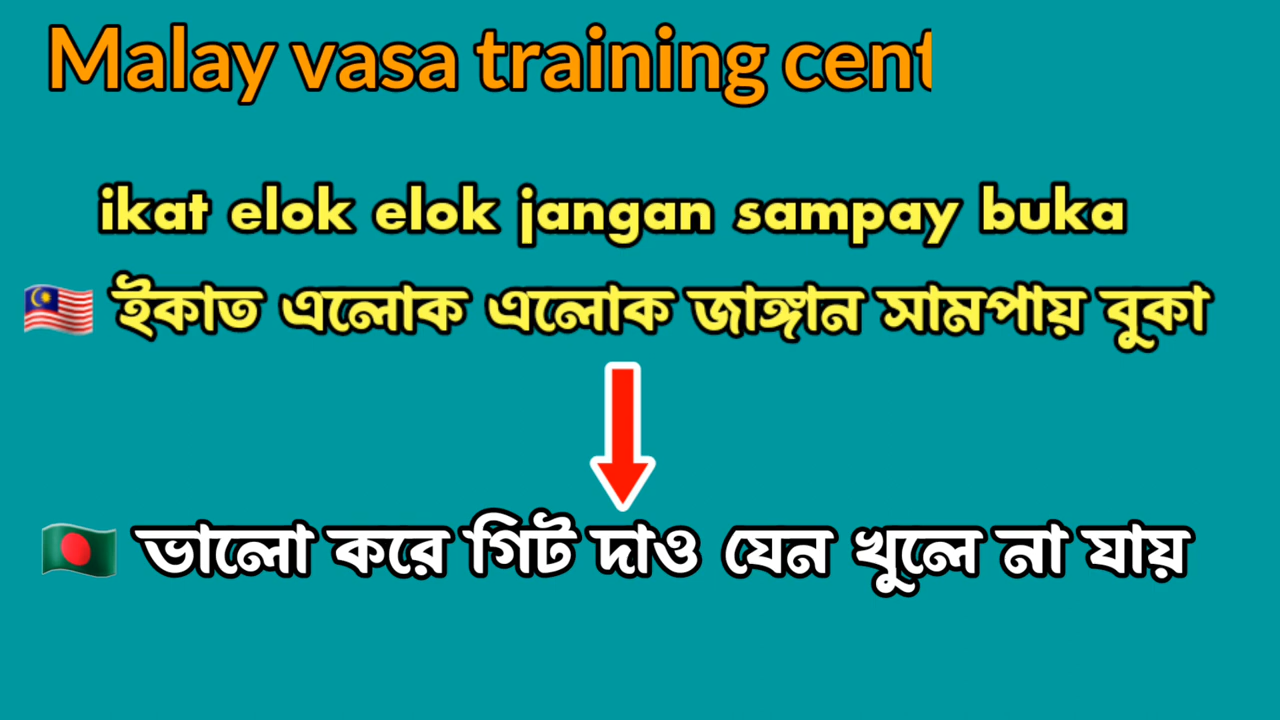 Malay vasa training cent
ikat elok elok jangan sampay buka
ইকাত এলোক এলোক জাঙ্গান সামপায় বুকা
ভালো করে গিট দাও যেন খুলে না যায়